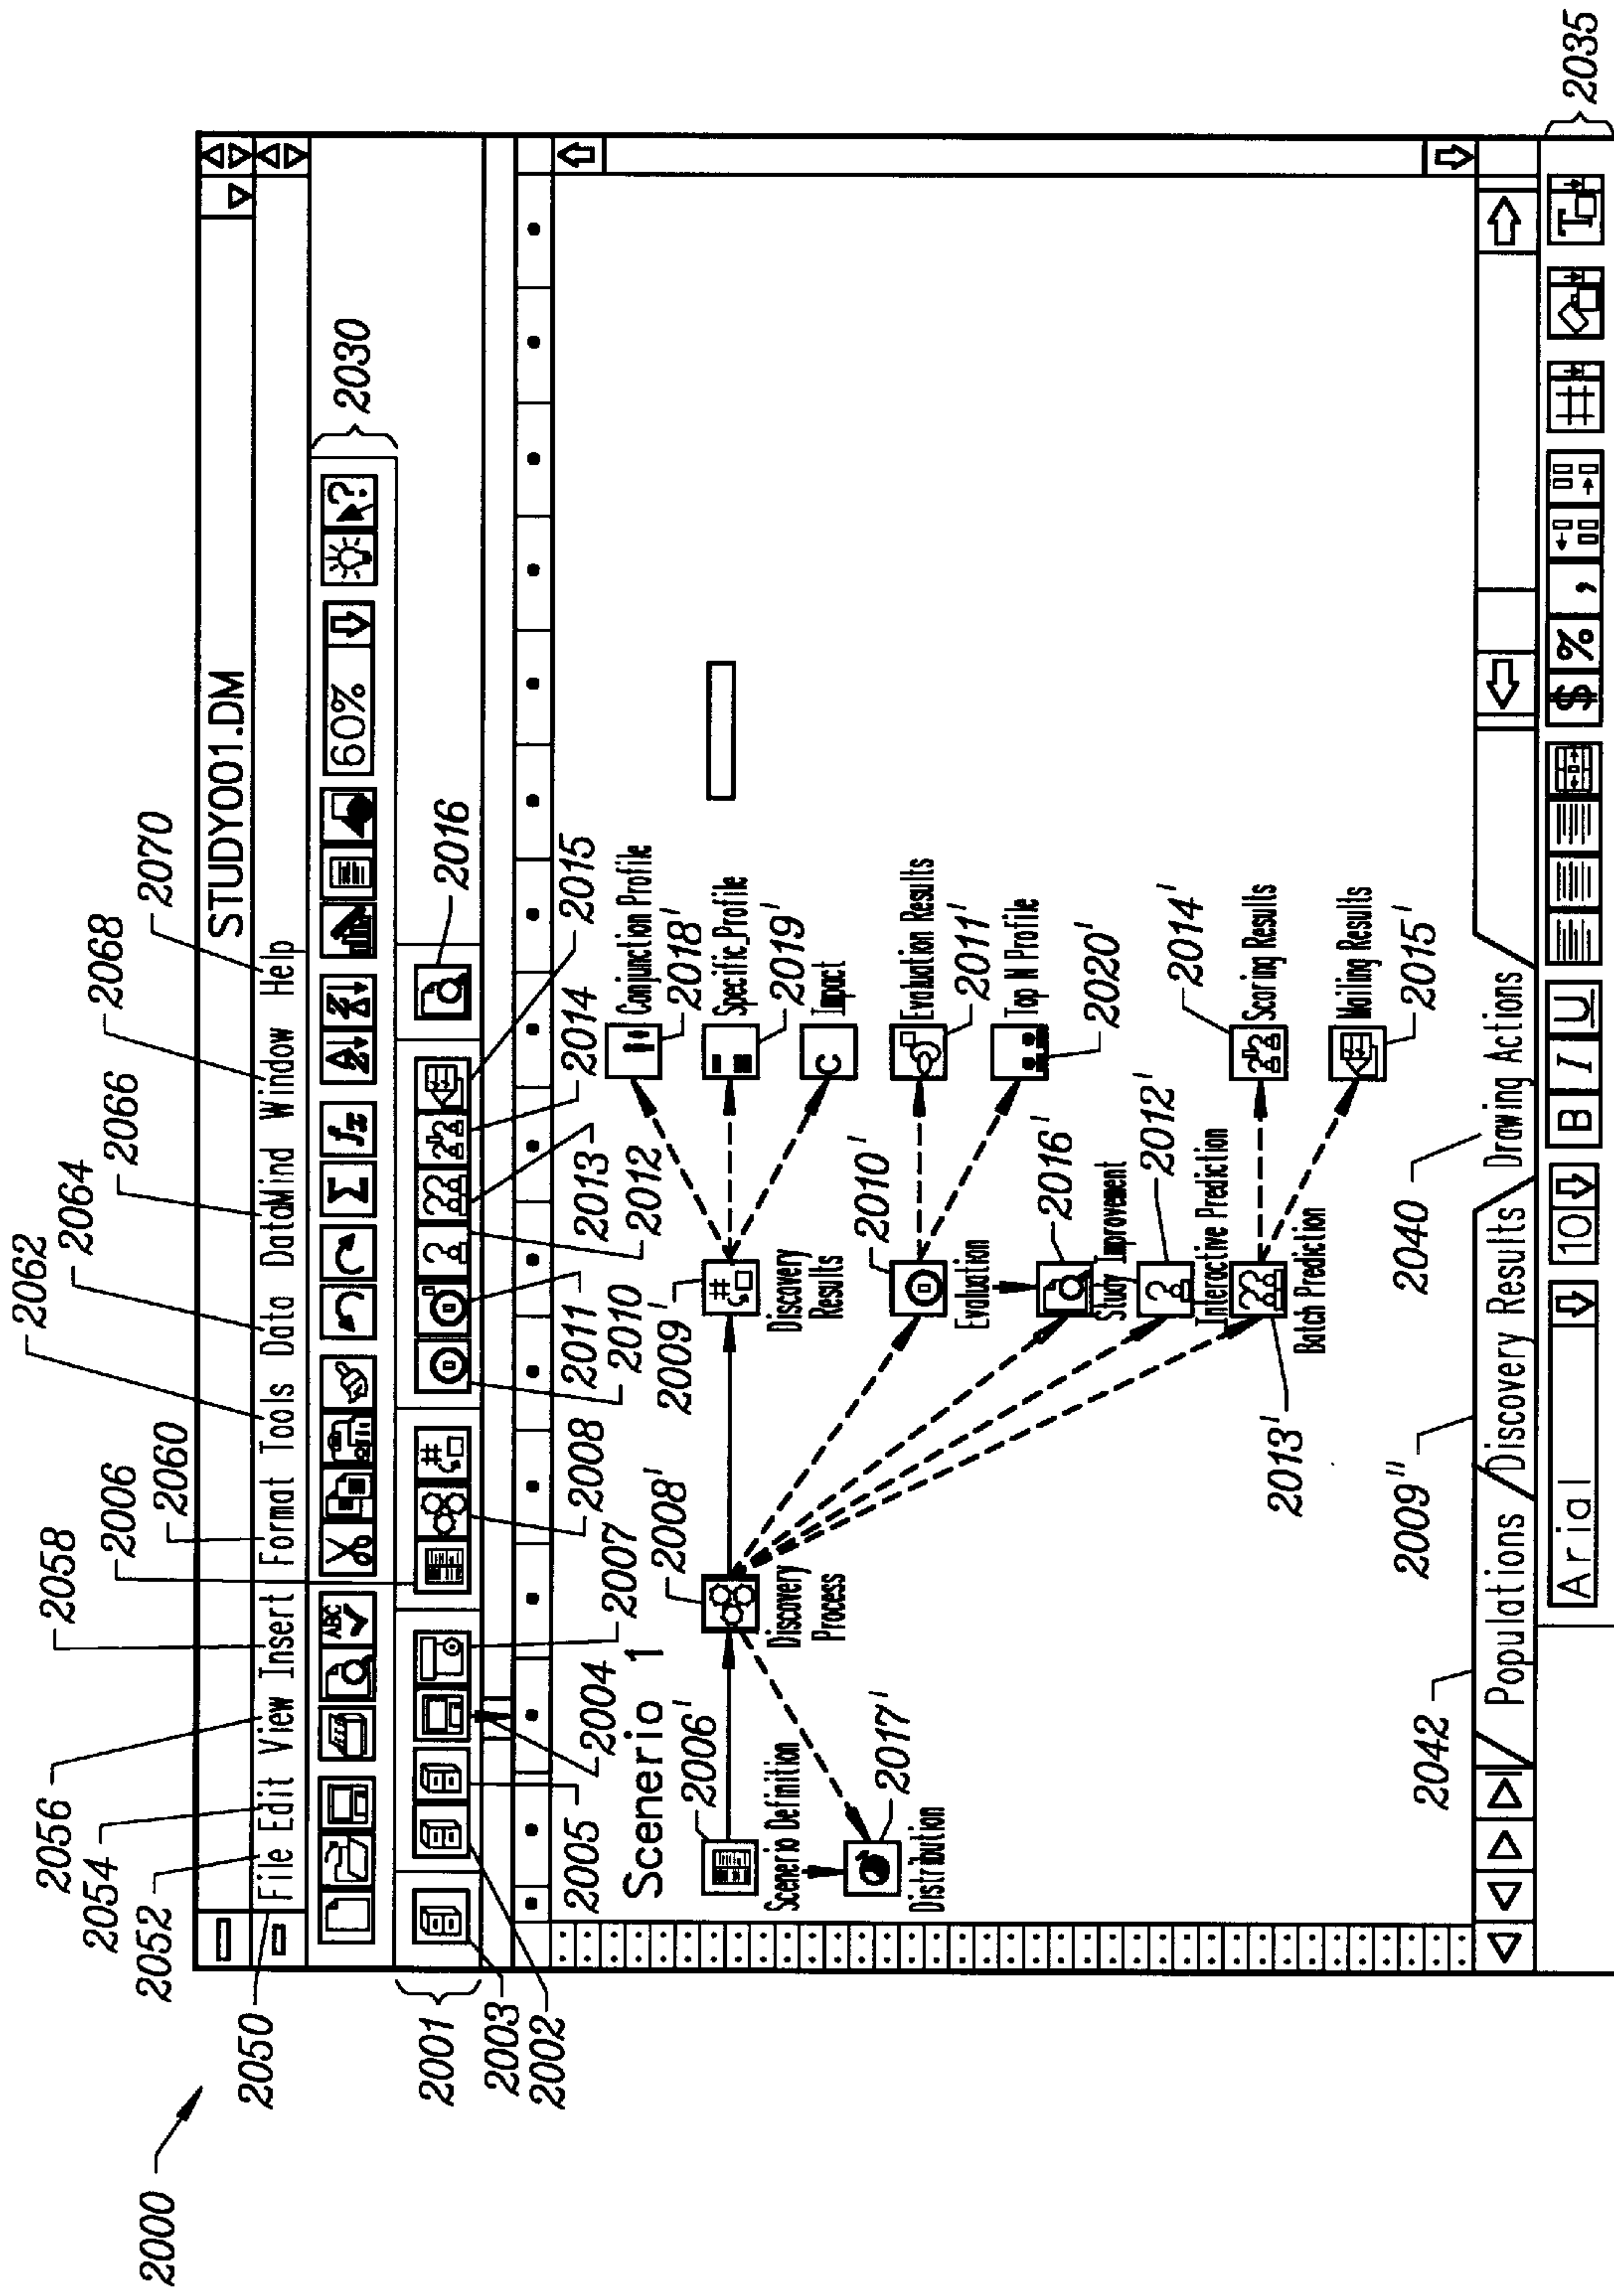 2000
2050
2052
2054
2056
2058
2006
2060
2062
2064
2066
2068
2070
STUDY001.DM
File Edit View Insert Format Tools Data DataMind Window Help
ABC
Σ
fx
A
Z
Z
A
60%
?
2030
2001
2003
2002
2005
2004
2007
2008
2010
2011
2012
2013
2014
2015
2016
Scenerio 1
2006'
Scenerio Definition
2017'
Distribution
2008'
Discovery
Process
2009'
Discovery
Results
Conjunction Profile
2018'
Specific Profile
2019'
C
Impact
2010'
Evaluation
Evaluation Results
2011'
Top N Profile
2020'
2016'
Study Improvement
2012'
Interactive Prediction
2013'
Batch Prediction
2014'
Scoring Results
2015'
Mailing Results
2042
2009"
2040
Populations Discovery Results Drawing Actions
Arial 10 B I U $ % , T
2035